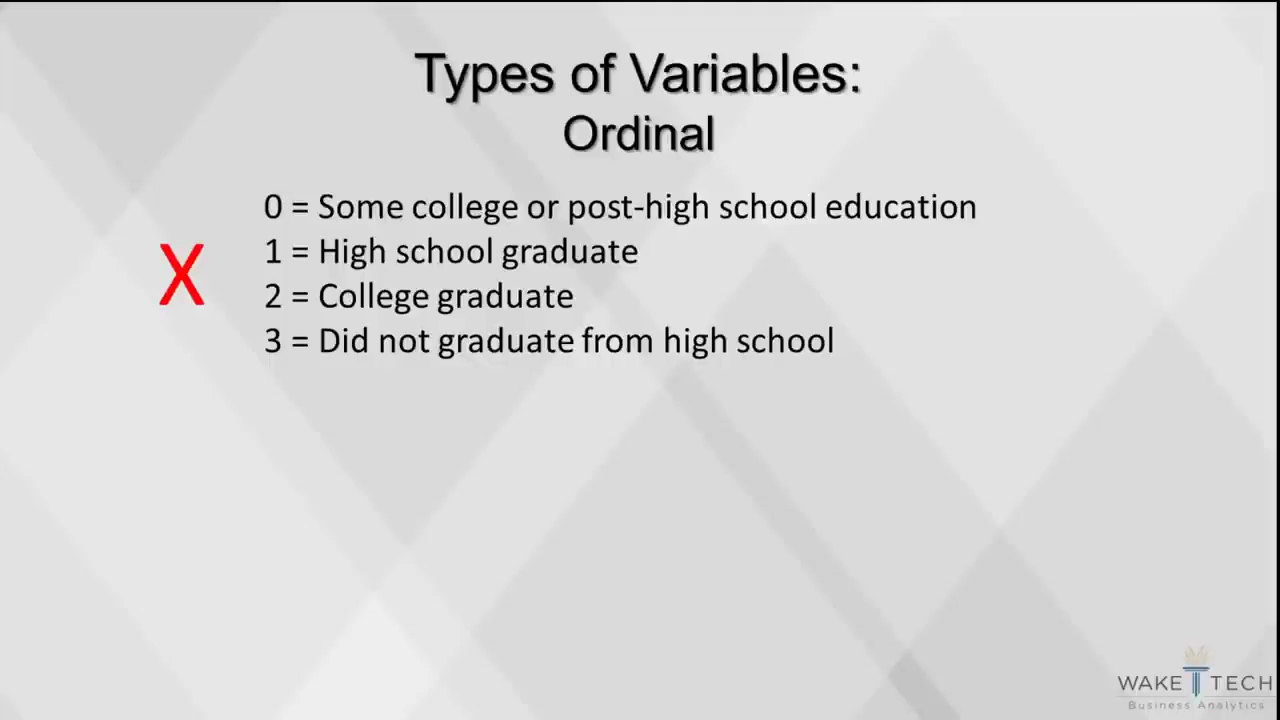 Types of Variables:
Ordinal
0 = Some college or post-high school education
1 = High school graduate
X
2 = College graduate
3 = Did not graduate from high school
WAKE TECH
Business Analytics